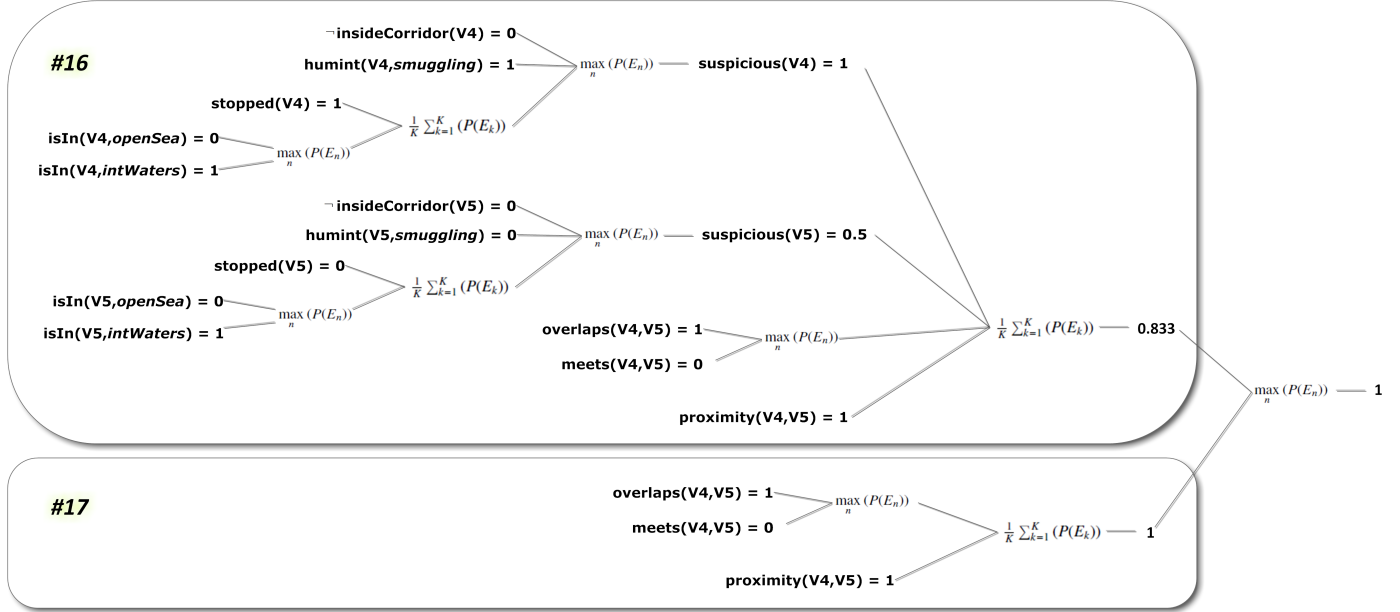 #16
¬insideCorridor(V4) = 0
humint(V4,smuggling) = 1
max_n (P(E_n))
suspicious(V4) = 1
stopped(V4) = 1
1/K ∑_{k=1}^{K} (P(E_k))
isIn(V4,openSea) = 0
max_n (P(E_n))
isIn(V4,intWaters) = 1
¬insideCorridor(V5) = 0
humint(V5,smuggling) = 0
max_n (P(E_n))
suspicious(V5) = 0.5
stopped(V5) = 0
1/K ∑_{k=1}^{K} (P(E_k))
isIn(V5,openSea) = 0
max_n (P(E_n))
isIn(V5,intWaters) = 1
overlaps(V4,V5) = 1
max_n (P(E_n))
meets(V4,V5) = 0
1/K ∑_{k=1}^{K} (P(E_k))
0.833
proximity(V4,V5) = 1
max_n (P(E_n))
1
#17
overlaps(V4,V5) = 1
max_n (P(E_n))
meets(V4,V5) = 0
1/K ∑_{k=1}^{K} (P(E_k))
1
proximity(V4,V5) = 1